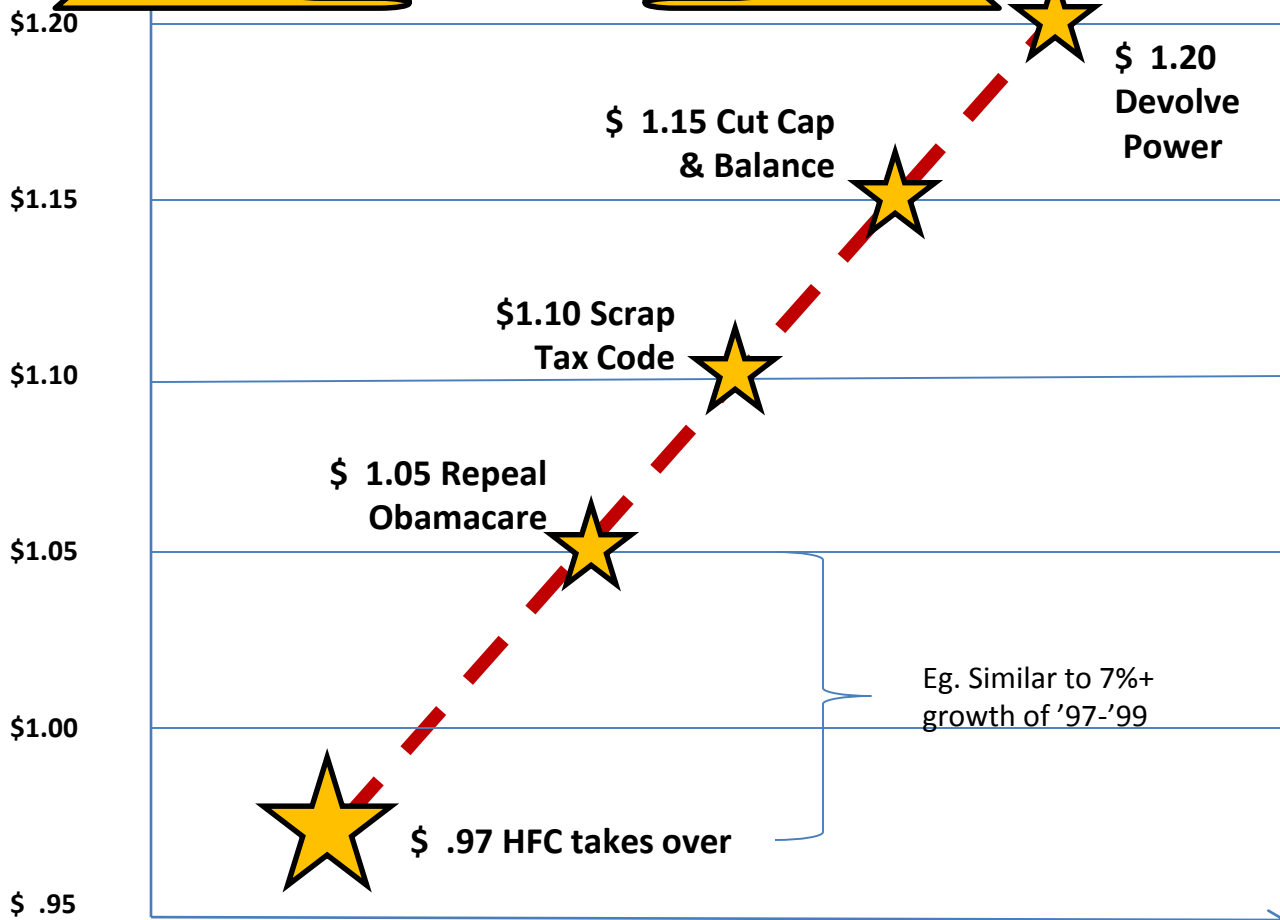 $1.20
$ 1.20
Devolve
Power
$ 1.15 Cut Cap
& Balance
$1.15
$1.10 Scrap
Tax Code
$1.10
$ 1.05 Repeal
Obamacare
$1.05
Eg. Similar to 7%+
growth of ’97-’99
$1.00
$ .97 HFC takes over
$ .95